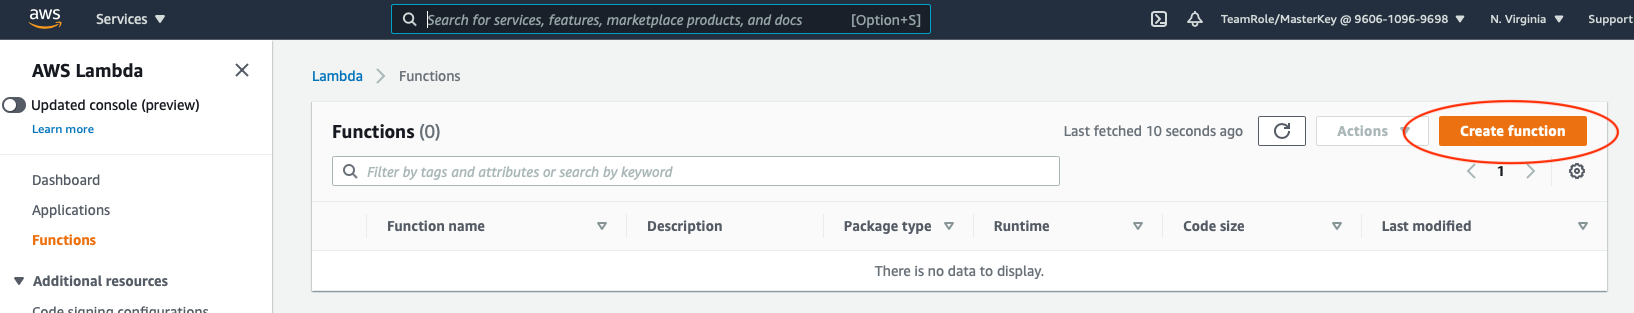 aws
Services
Search for services, features, marketplace products, and docs [Option+S]
TeamRole/MasterKey @ 9606-1096-9698
N. Virginia
Support
AWS Lambda
Updated console (preview)
Learn more
Dashboard
Applications
Functions
Additional resources
Code signing configurations
Lambda > Functions
Functions (0)
Last fetched 10 seconds ago
Actions
Create function
Filter by tags and attributes or search by keyword
1
Function name Description Package type Runtime Code size Last modified
There is no data to display.